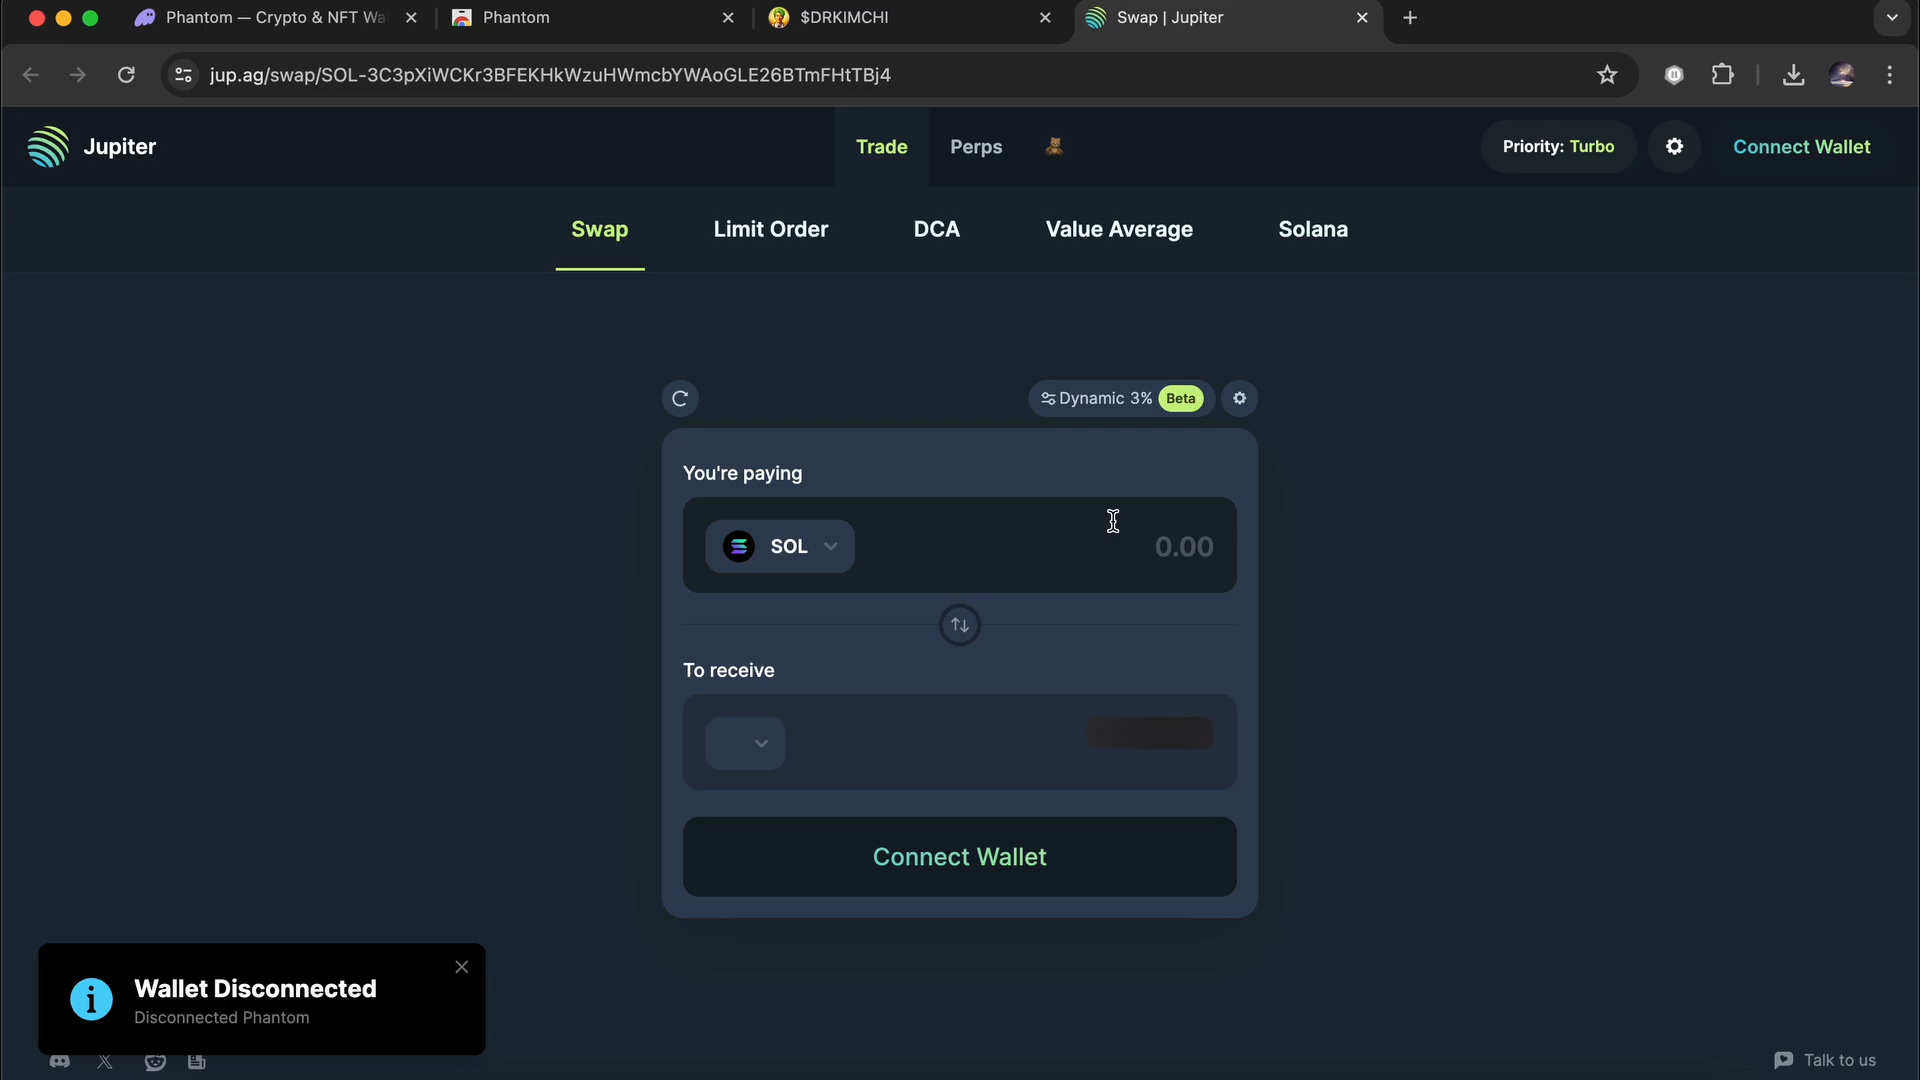 Phantom — Crypto & NFT Wa
Phantom
$DRKIMCHI
Swap | Jupiter
jup.ag/swap/SOL-3C3pXiWCKr3BFEKHkWzuHWmcbYWAoGLE26BTmFHtTBj4
Jupiter
Trade
Perps
Priority: Turbo
Connect Wallet
Swap
Limit Order
DCA
Value Average
Solana
Dynamic 3% Beta
You're paying
SOL
0.00
To receive
Connect Wallet
Wallet Disconnected
Disconnected Phantom
Talk to us